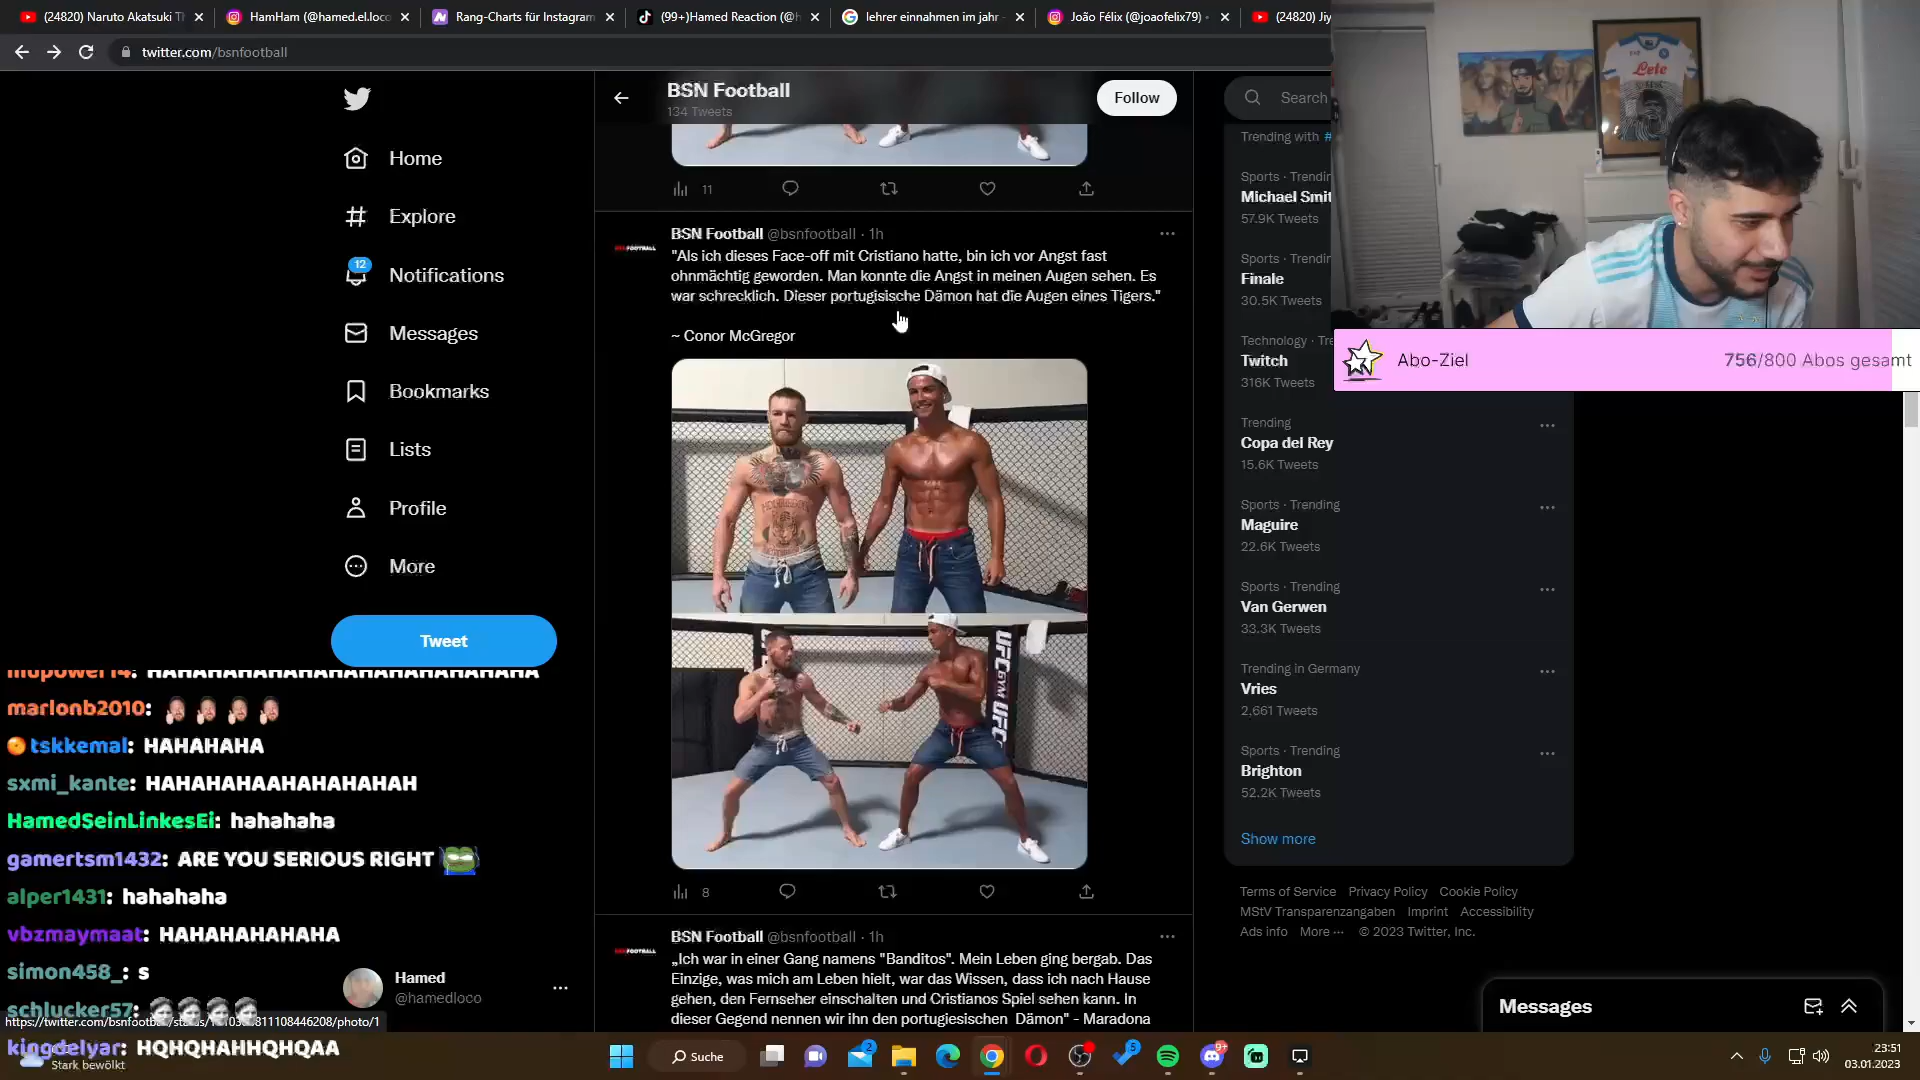 (24820) Naruto Akatsuki Th
HamHam (@hamed.el.loco
Rang-Charts für Instagram
(99+)Hamed Reaction (@h
lehrer einnahmen im jahr -
João Félix (@joaofelix79) •
(24820) Jiy
twitter.com/bsnfootball
Home
Explore
12
Notifications
Messages
Bookmarks
Lists
Profile
More
Tweet
BSN Football
134 Tweets
Follow
11
BSN Football @bsnfootball · 1h
"Als ich dieses Face-off mit Cristiano hatte, bin ich vor Angst fast
ohnmächtig geworden. Man konnte die Angst in meinen Augen sehen. Es
war schrecklich. Dieser portugisische Dämon hat die Augen eines Tigers."
~ Conor McGregor
UFC GYM UFC
8
BSN Football @bsnfootball · 1h
„Ich war in einer Gang namens "Banditos". Mein Leben ging bergab. Das
Einzige, was mich am Leben hielt, war das Wissen, dass ich nach Hause
gehen, den Fernseher einschalten und Cristianos Spiel sehen kann. In
dieser Gegend nennen wir ihn den portugiesischen Dämon" - Maradona
Search
Trending with #
Sports · Trendir
Michael Smit
57.9K Tweets
Sports · Trendir
Finale
30.5K Tweets
Technology · Tre
Twitch
316K Tweets
Trending
Copa del Rey
15.6K Tweets
Sports · Trending
Maguire
22.6K Tweets
Sports · Trending
Van Gerwen
33.3K Tweets
Trending in Germany
Vries
2,661 Tweets
Sports · Trending
Brighton
52.2K Tweets
Show more
Terms of Service Privacy Policy Cookie Policy
MStV Transparenzangaben Imprint Accessibility
Ads info More ··· © 2023 Twitter, Inc.
Lete
Abo-Ziel
756/800 Abos gesamt
Messages
marlonb2010:
tskkemal: HAHAHAHA
sxmi_kante: HAHAHAHAAHAHAHAHAH
HamedSeinLinkesEi: hahahaha
gamertsm1432: ARE YOU SERIOUS RIGHT
alper1431: hahahaha
vbzmaymaat: HAHAHAHAHAHA
simon458_: s
schlucker57:
kingdelyar: HQHQHAHHQHQAA
Hamed
@hamedloco
Stark bewölkt
Suche
2
5
9+
23:51
03.01.2023